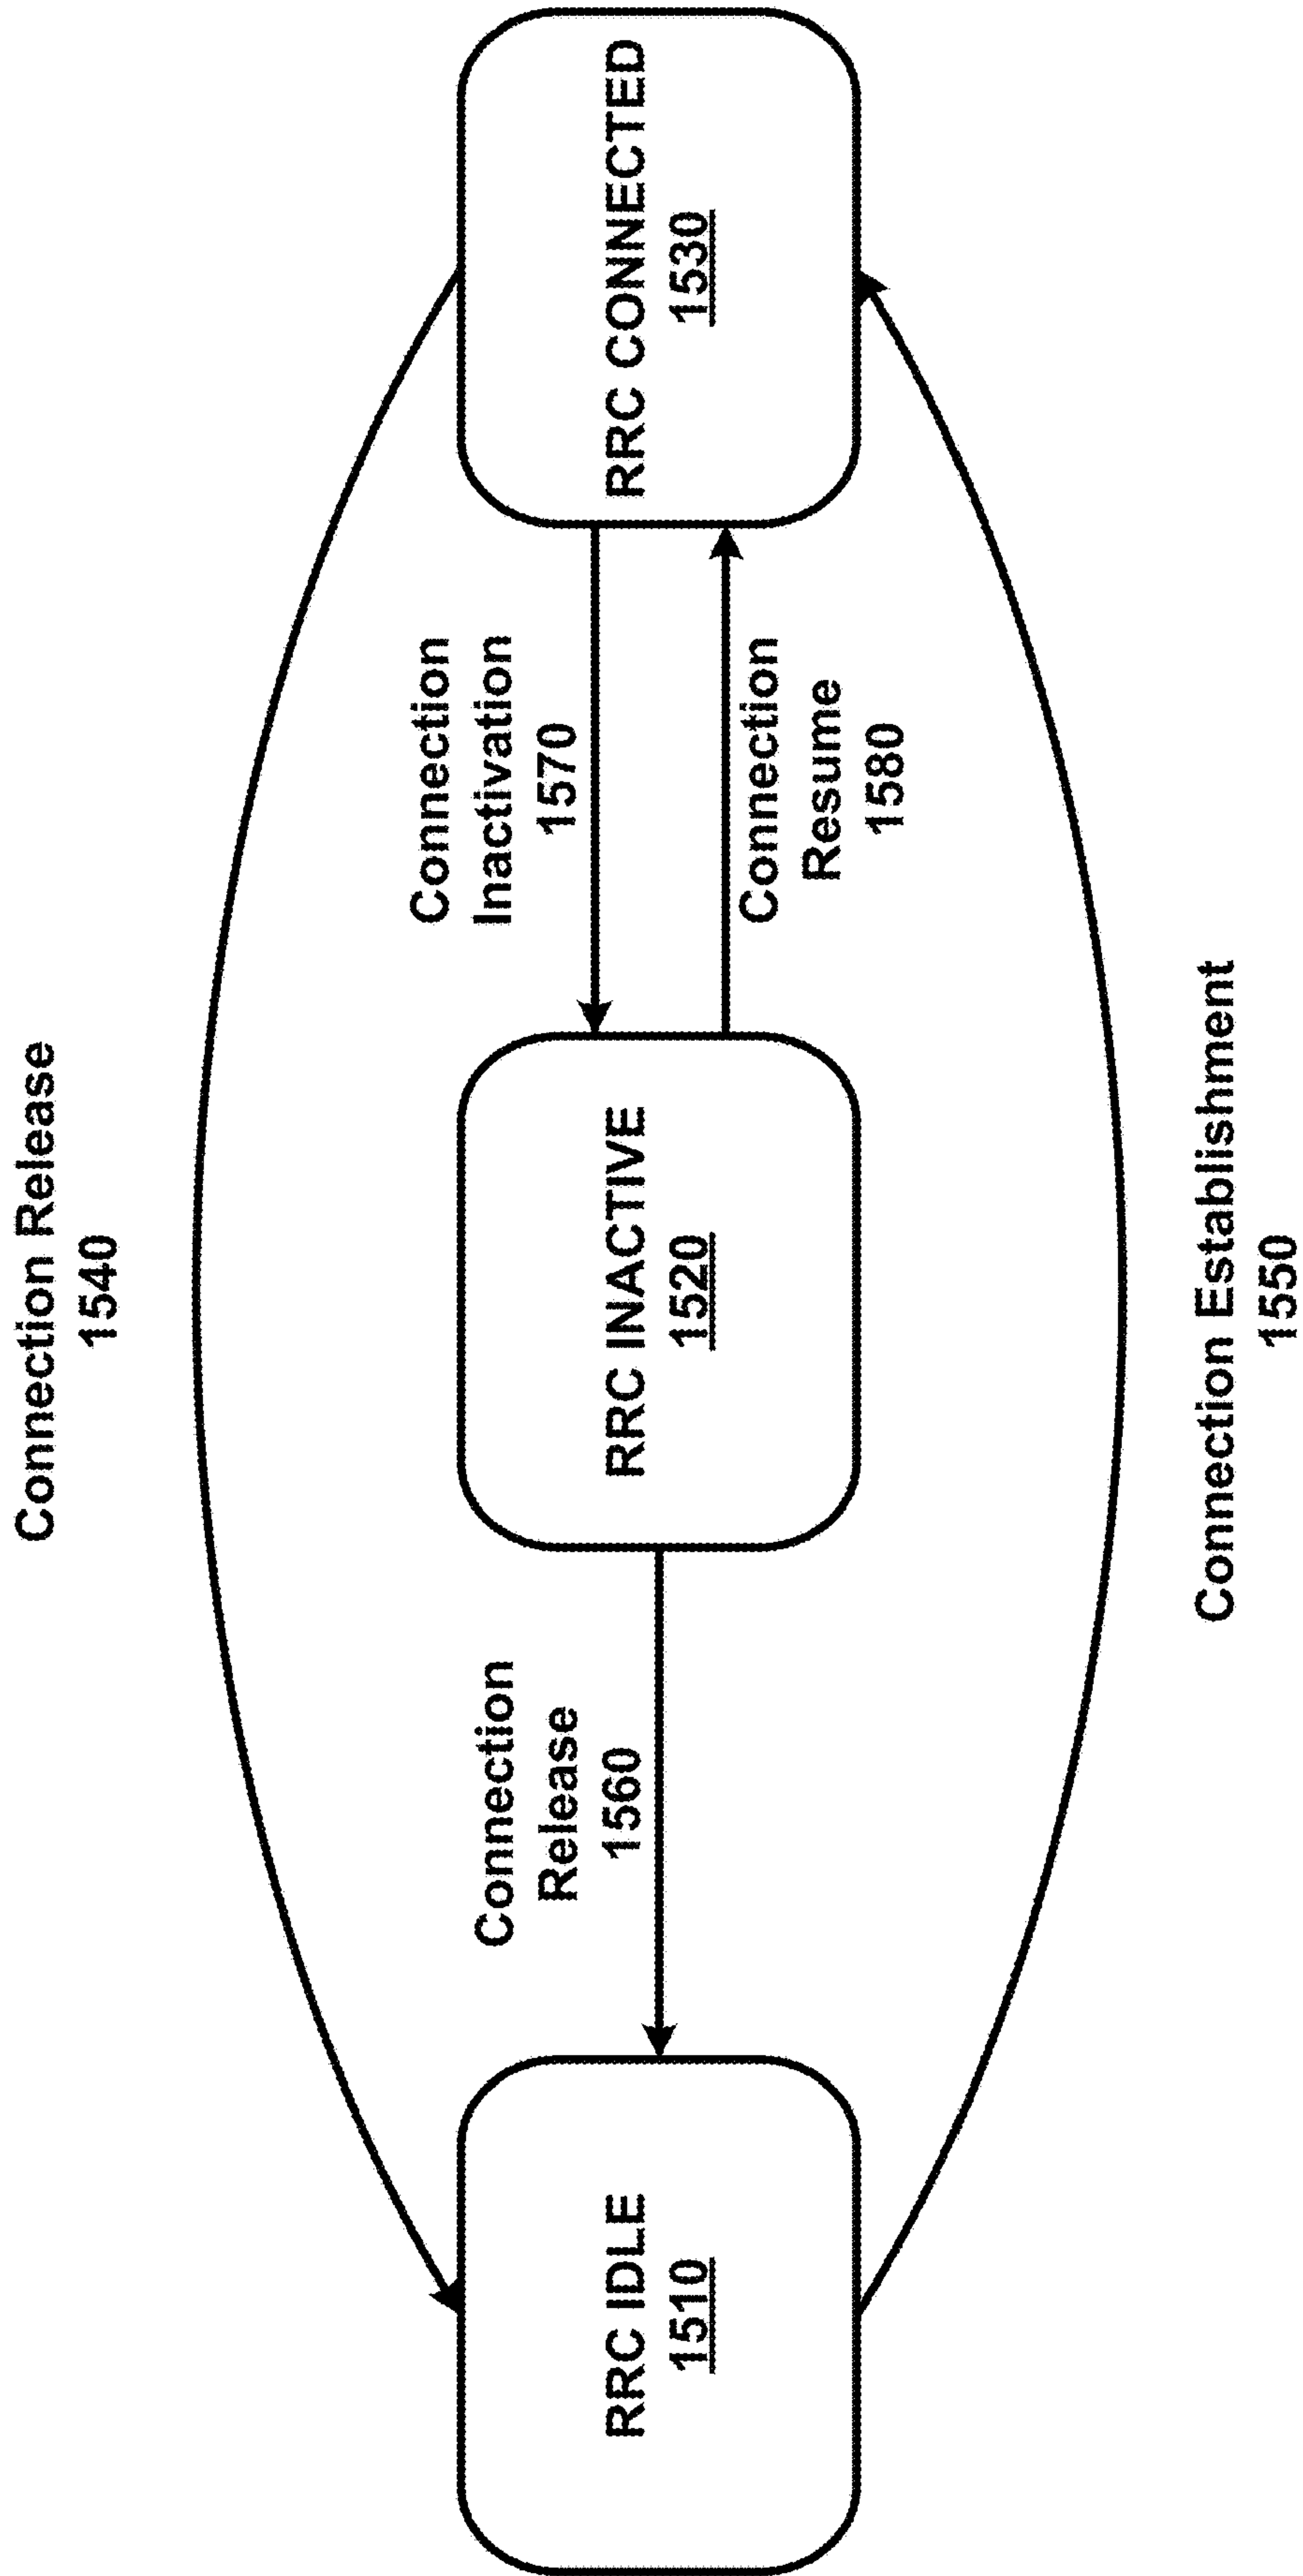 Connection Release
1540
RRC IDLE
1510
Connection
Release
1560
RRC INACTIVE
1520
Connection
Inactivation
1570
Connection
Resume
1580
RRC CONNECTED
1530
Connection Establishment
1550